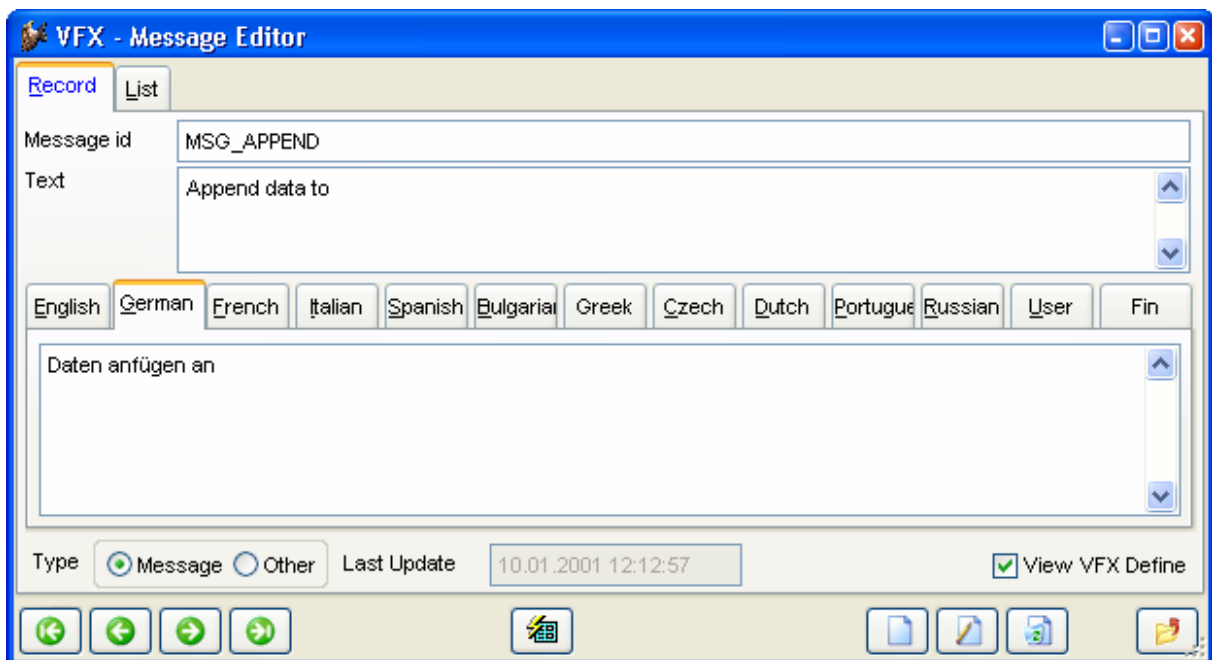 VFX - Message Editor
Record List
Message id MSG_APPEND
Text Append data to
English German French Italian Spanish Bulgarian Greek Czech Dutch Portugue Russian User Fin
Daten anfügen an
Type Message Other Last Update 10.01.2001 12:12:57 View VFX Define